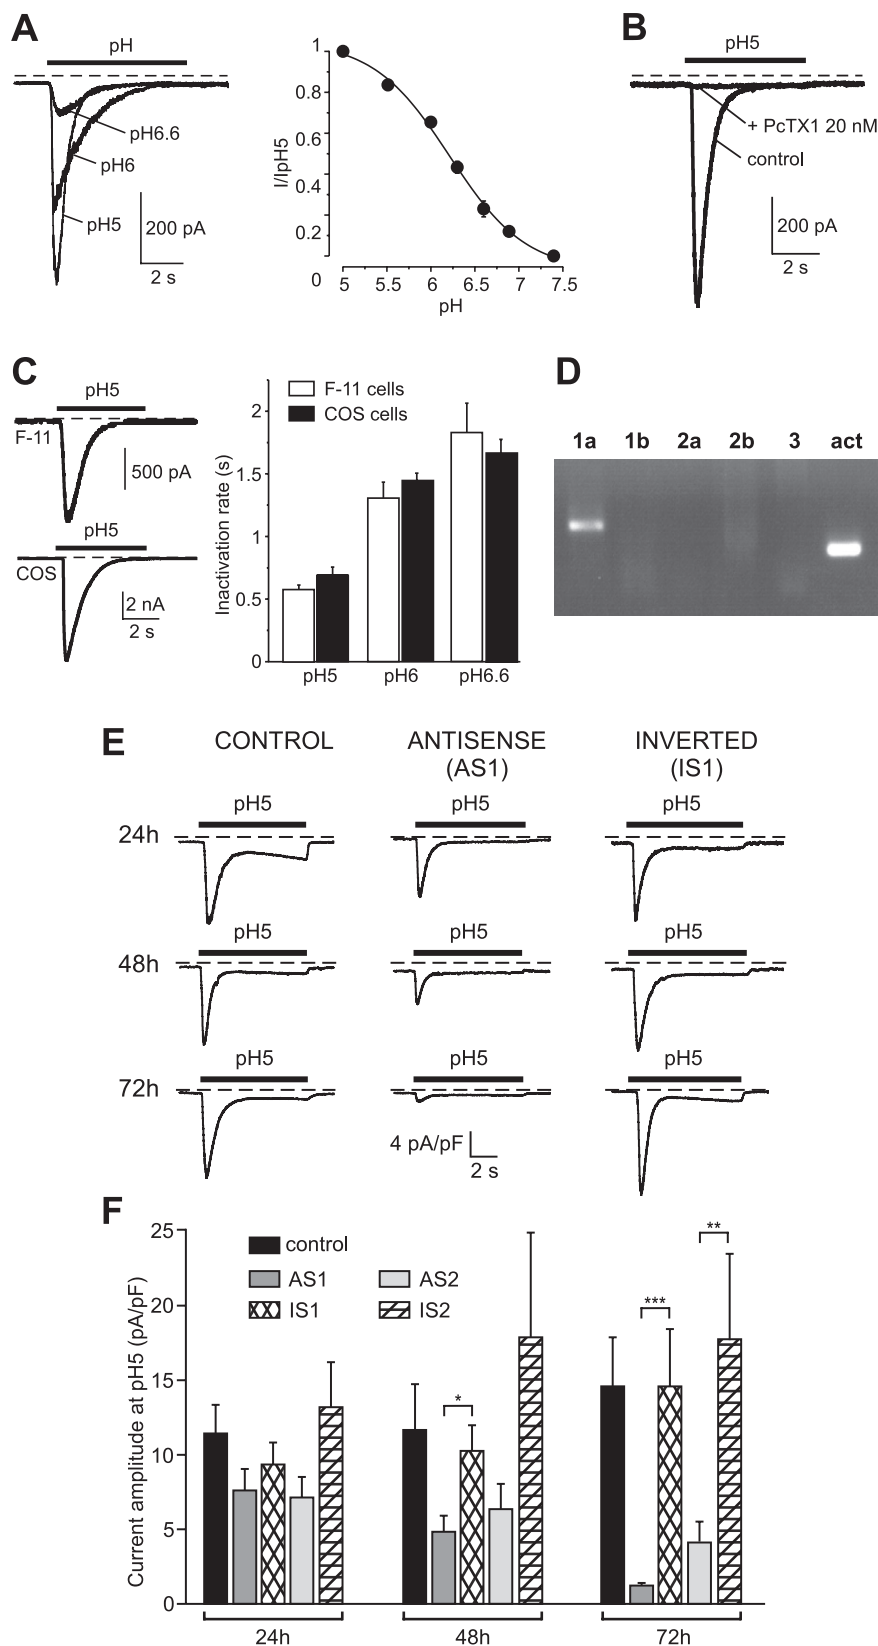 A
pH
pH6.6
pH6
pH5
200 pA
2 s
I/IpH5
1
0.8
0.6
0.4
0.2
0
5 5.5 6 6.5 7 7.5
pH
B
pH5
+ PcTX1 20 nM
control
200 pA
2 s
C
pH5
F-11
500 pA
pH5
COS
2 nA
2 s
Inactivation rate (s)
2
1.5
1
0.5
0
F-11 cells
COS cells
pH5 pH6 pH6.6
D
1a 1b 2a 2b 3 act
E
CONTROL ANTISENSE (AS1) INVERTED (IS1)
24h
pH5 pH5 pH5
48h
pH5 pH5 pH5
72h
pH5 pH5 pH5
4 pA/pF
2 s
F
Current amplitude at pH5 (pA/pF)
25
20
15
10
5
0
control
AS1 AS2
IS1 IS2
* *** **
24h 48h 72h